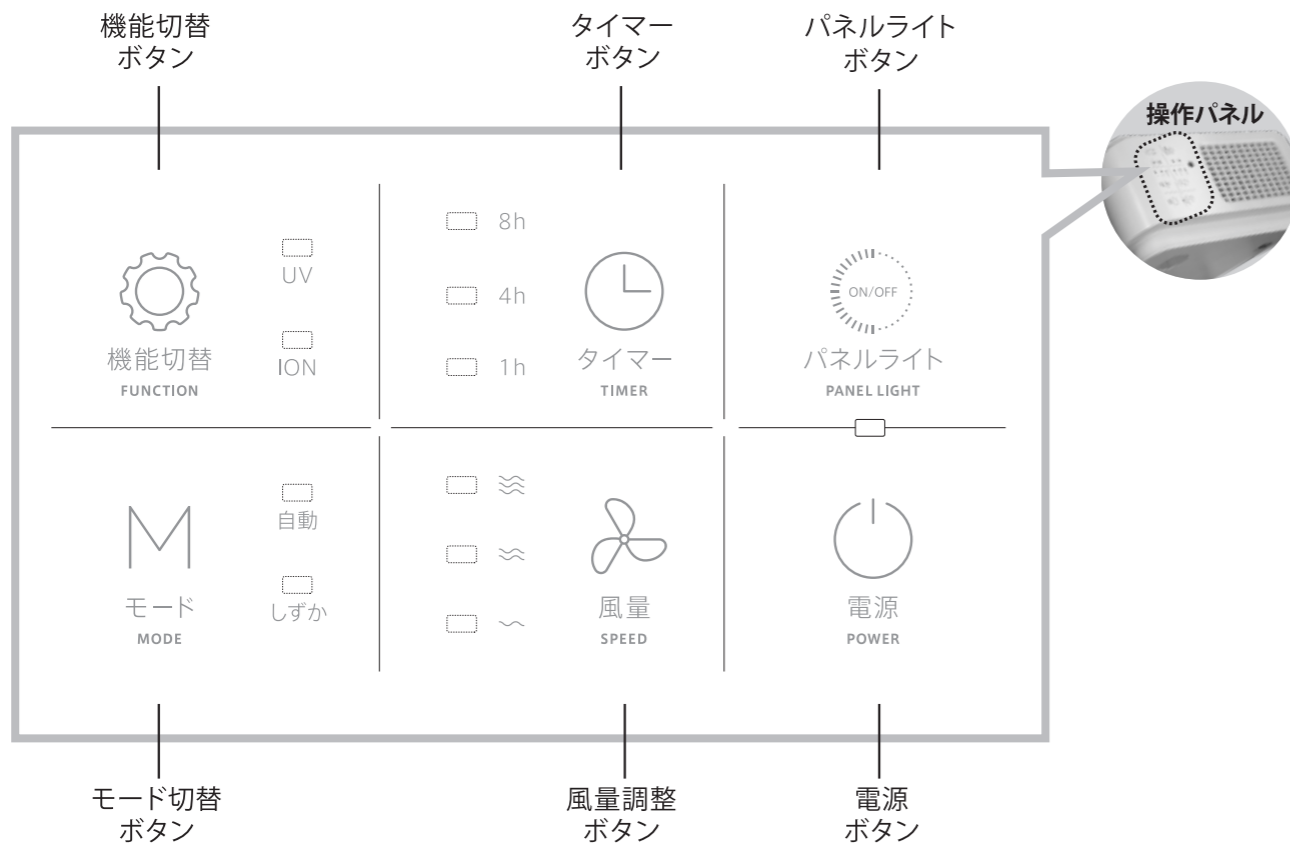 機能切替
ボタン
タイマー
ボタン
パネルライト
ボタン
操作パネル
UV
ION
機能切替
FUNCTION
8h
4h
1h
タイマー
TIMER
ON/OFF
パネルライト
PANEL LIGHT
自動
しずか
モード
MODE
風量
SPEED
電源
POWER
モード切替
ボタン
風量調整
ボタン
電源
ボタン